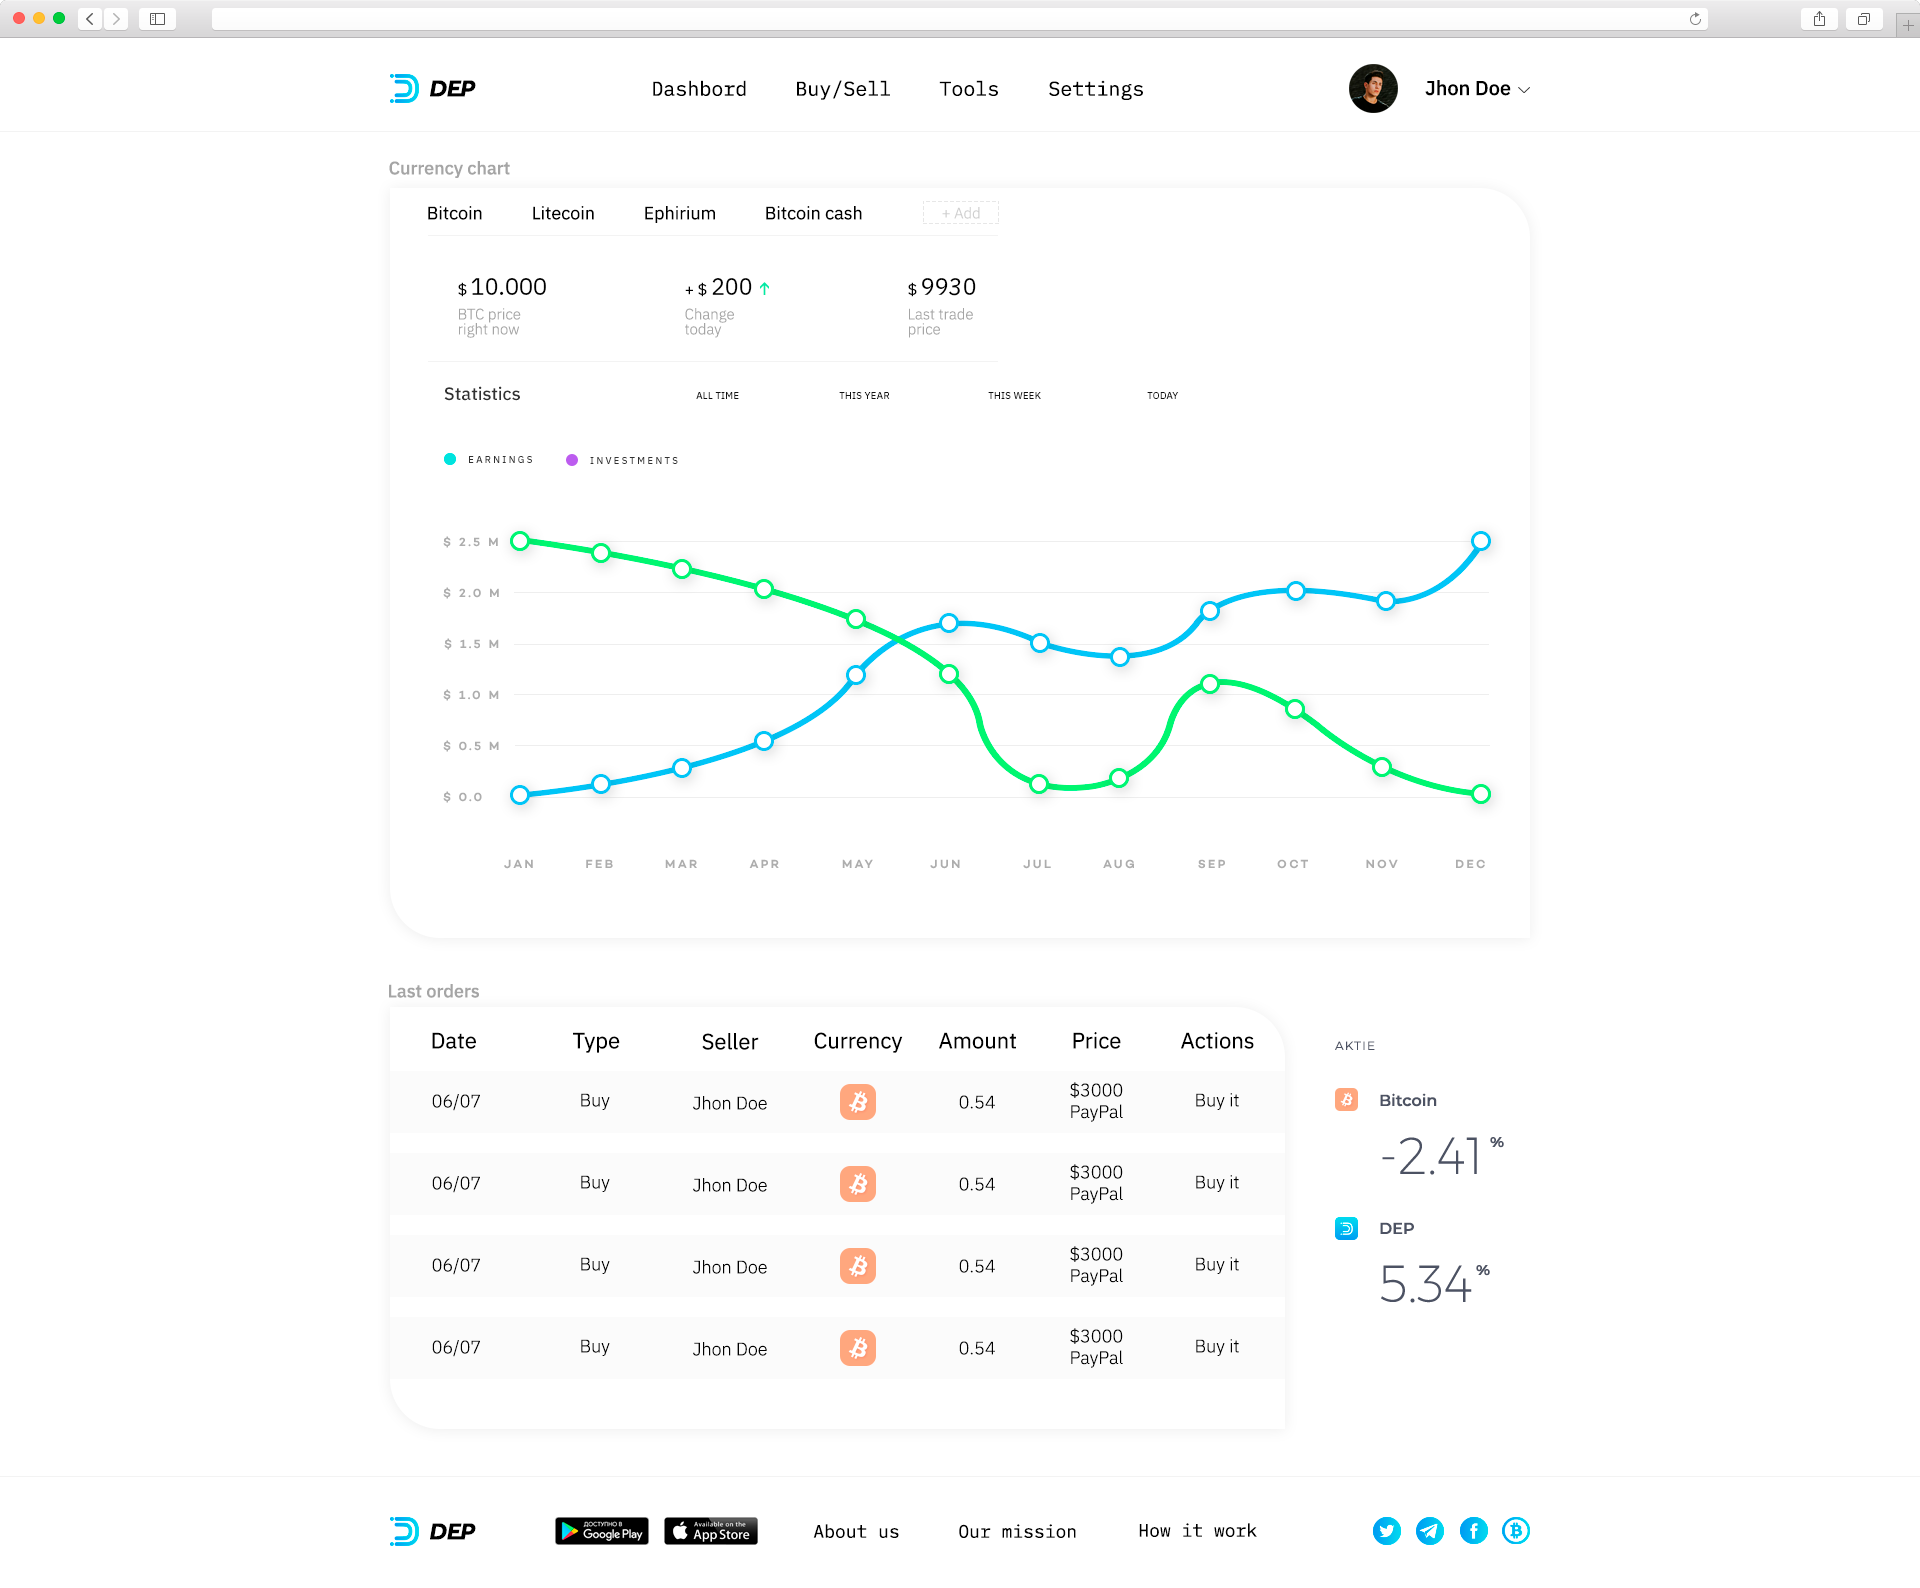 DEP
Dashbord
Buy/Sell
Tools
Settings
Jhon Doe
Currency chart
Bitcoin
Litecoin
Ephirium
Bitcoin cash
+ Add
$ 10.000
BTC price
right now
+ $ 200
Change
today
$ 9930
Last trade
price
Statistics
ALL TIME
THIS YEAR
THIS WEEK
TODAY
EARNINGS
INVESTMENTS
$ 2.5 M
$ 2.0 M
$ 1.5 M
$ 1.0 M
$ 0.5 M
$ 0.0
JAN FEB MAR APR MAY JUN JUL AUG SEP OCT NOV DEC
Last orders
Date Type Seller Currency Amount Price Actions
06/07 Buy Jhon Doe 0.54 $3000 PayPal Buy it
06/07 Buy Jhon Doe 0.54 $3000 PayPal Buy it
06/07 Buy Jhon Doe 0.54 $3000 PayPal Buy it
06/07 Buy Jhon Doe 0.54 $3000 PayPal Buy it
AKTIE
Bitcoin
-2.41 %
DEP
5.34 %
DEP
ДОСТУПНО В
Google Play
Available on the
App Store
About us
Our mission
How it work